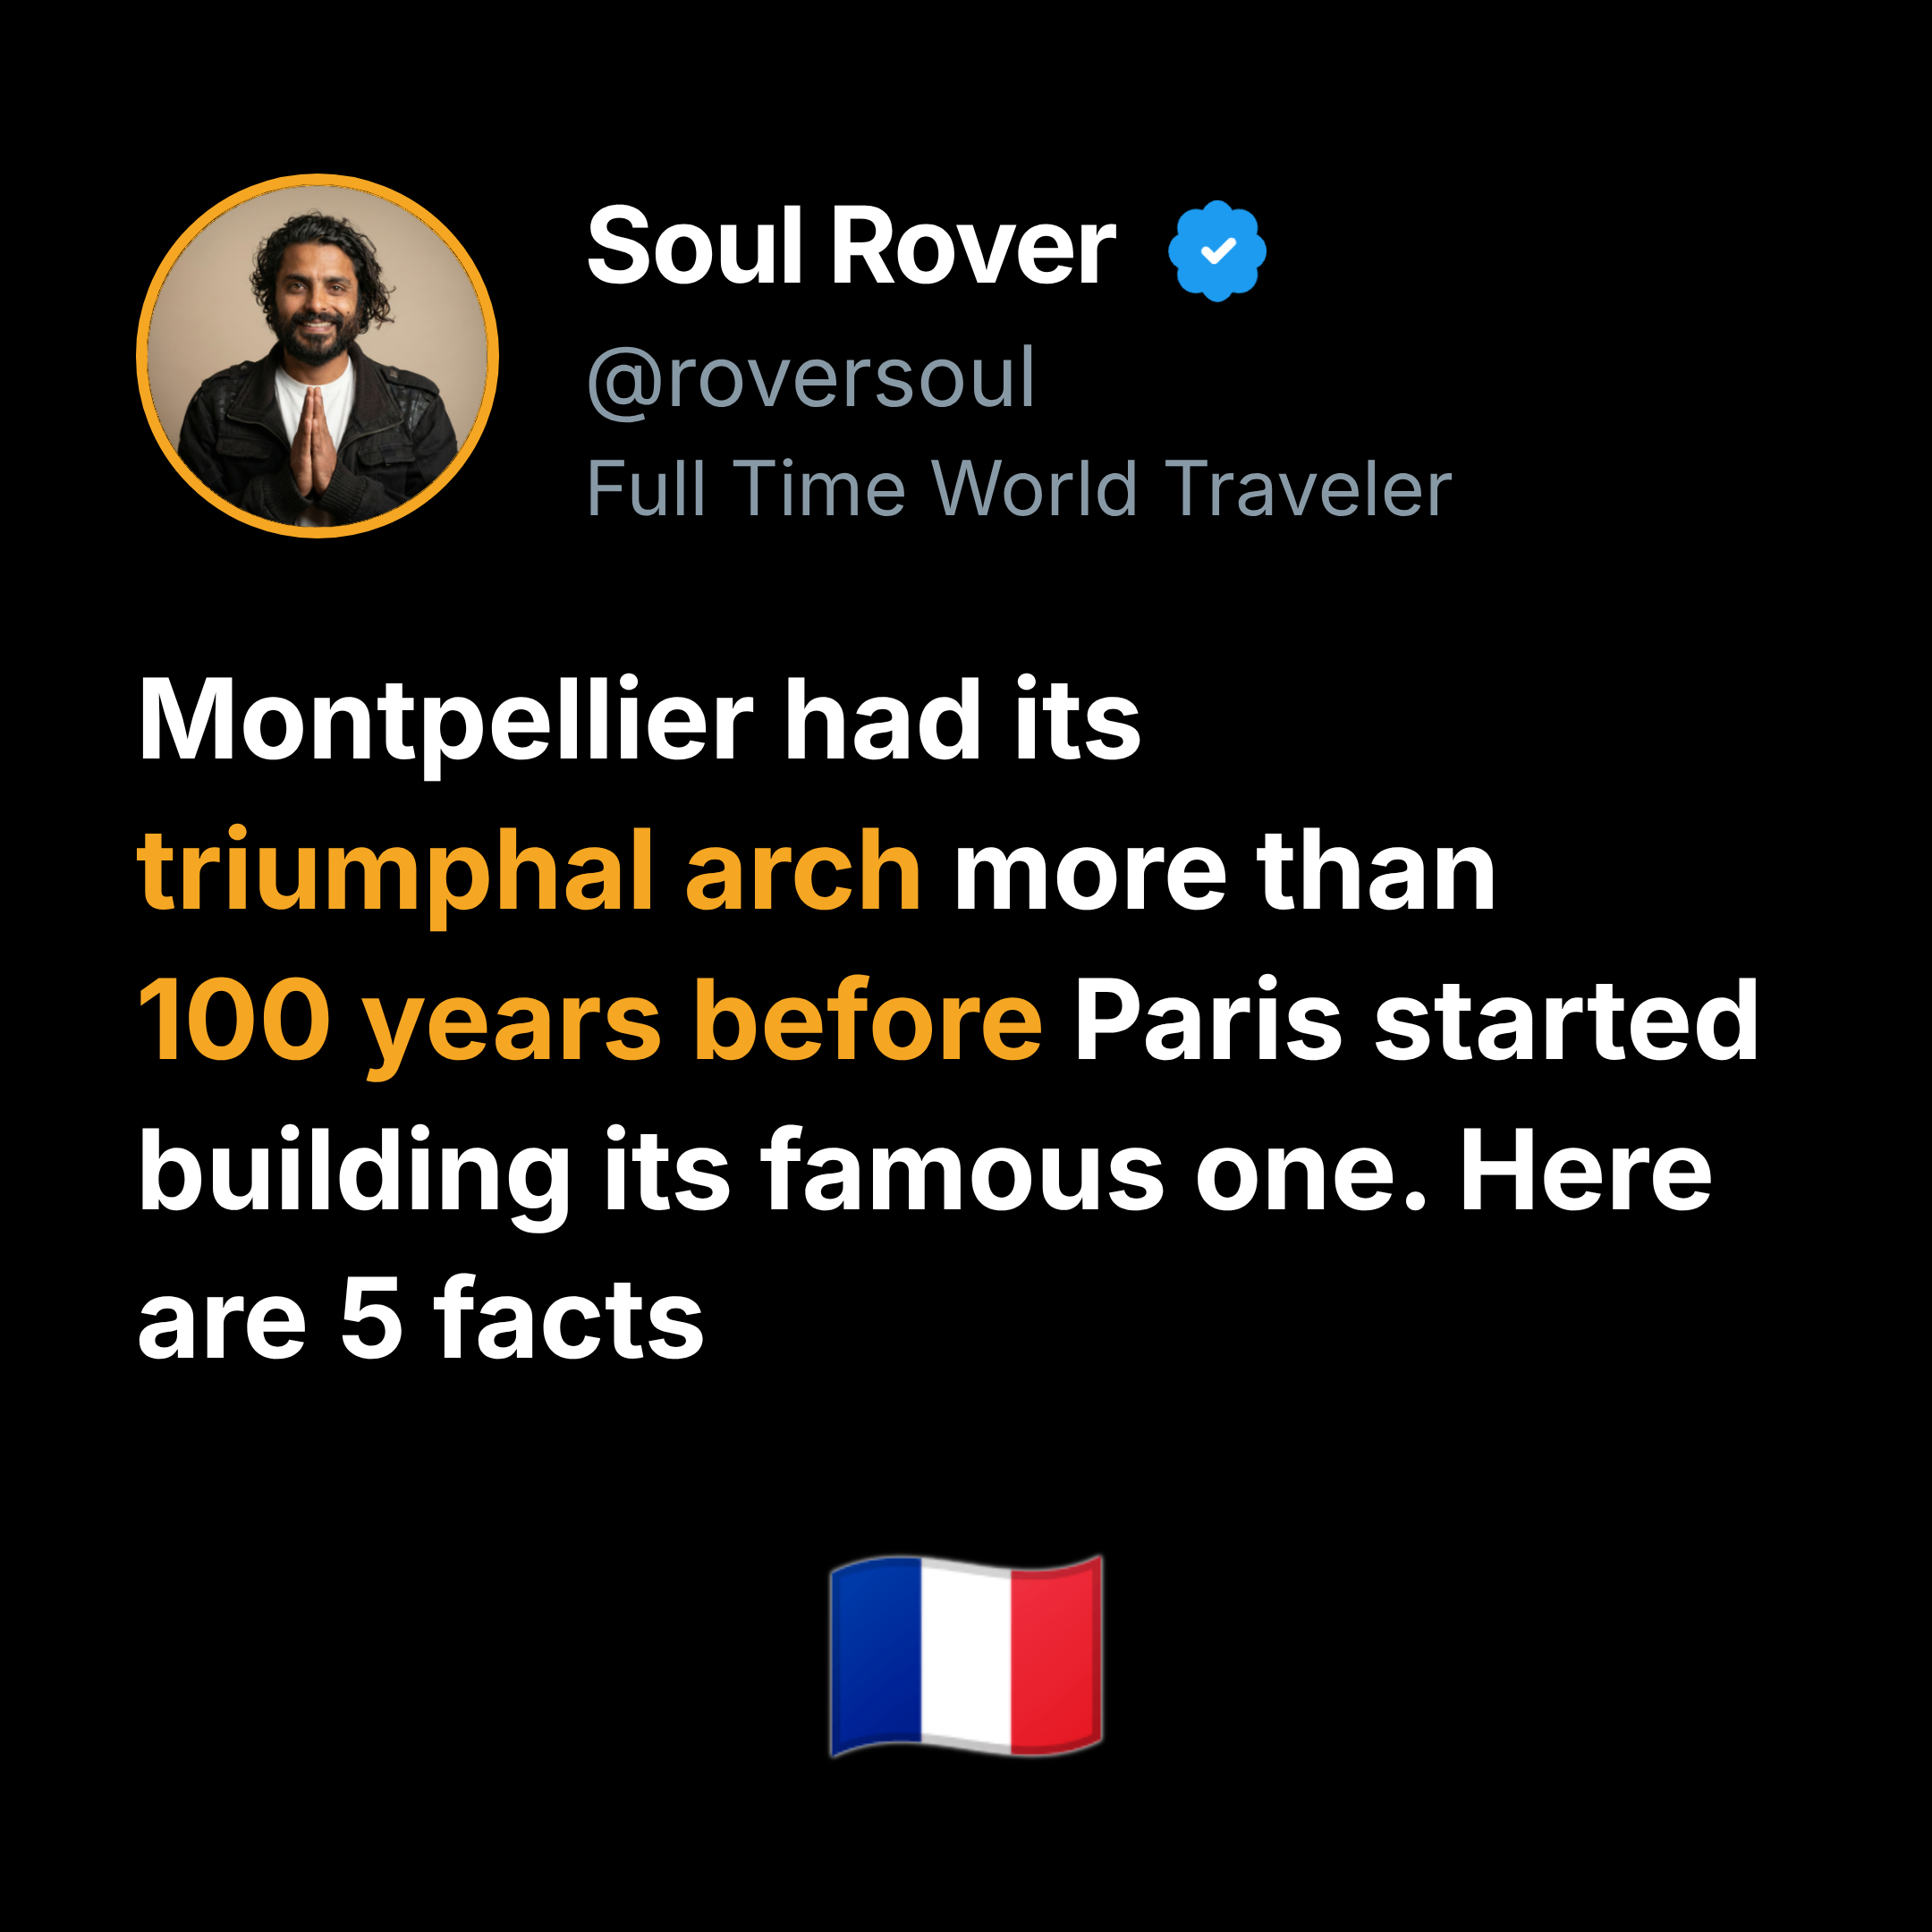 Soul Rover
@roversoul
Full Time World Traveler
Montpellier had its
triumphal arch more than
100 years before Paris started
building its famous one. Here
are 5 facts